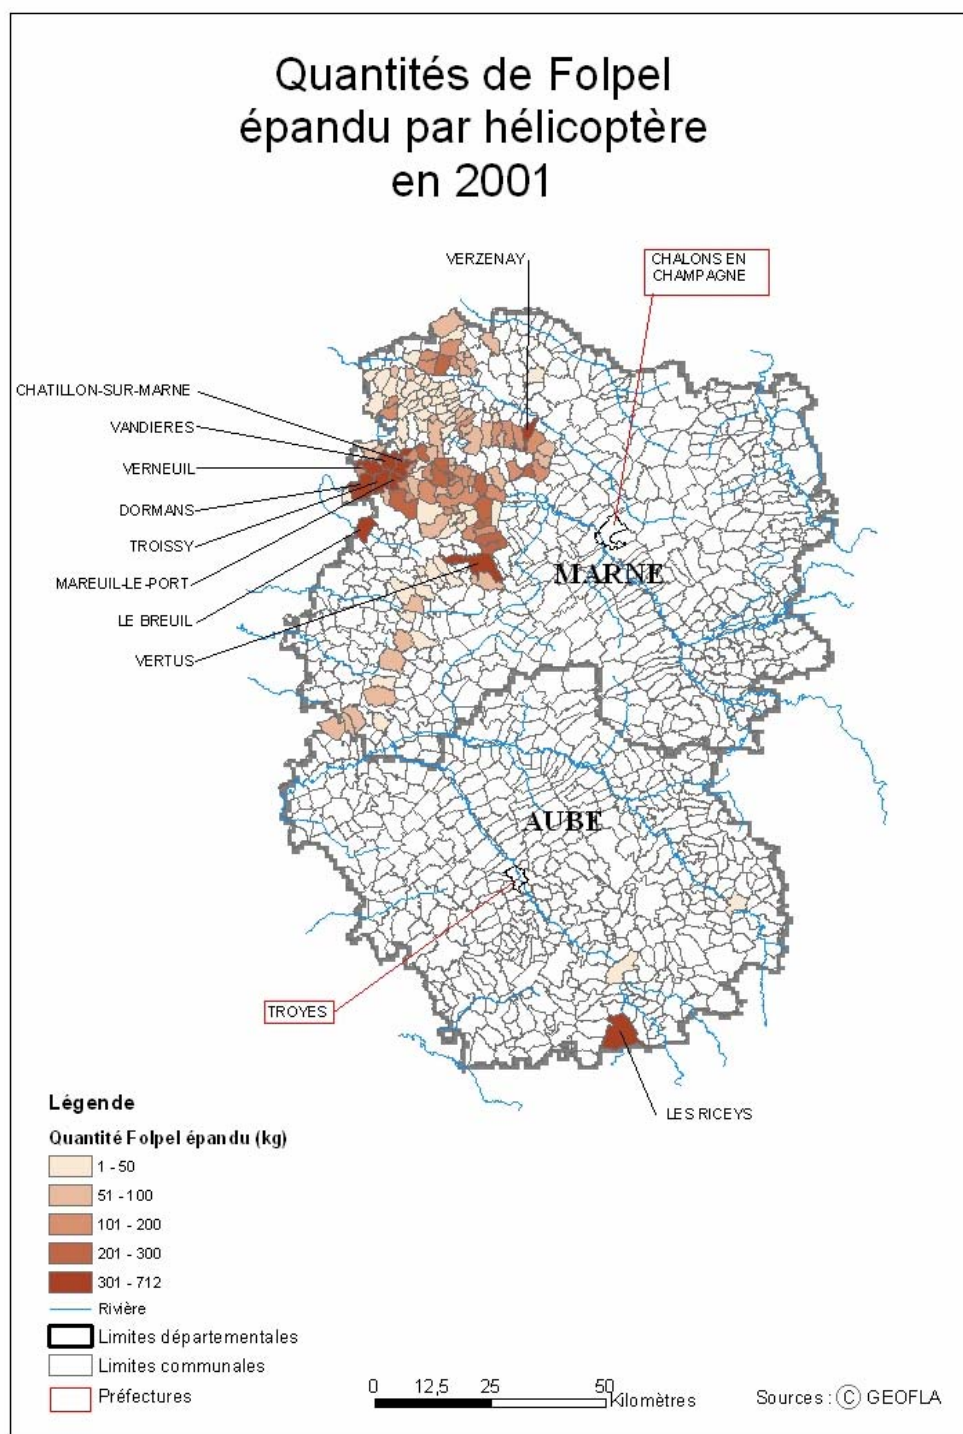 Quantités de Folpel
épandu par hélicoptère
en 2001
VERZENAY
CHALONS EN
CHAMPAGNE
CHATILLON-SUR-MARNE
VANDIERES
VERNEUIL
DORMANS
TROISSY
MAREUIL-LE-PORT
LE BREUIL
VERTUS
MARNE
AUBE
TROYES
LES RICEYS
Légende
Quantité Folpel épandu (kg)
1 - 50
51 - 100
101 - 200
201 - 300
301 - 712
Rivière
Limites départementales
Limites communales
Préfectures
0 12,5 25 50
Kilomètres
Sources : © GEOFLA